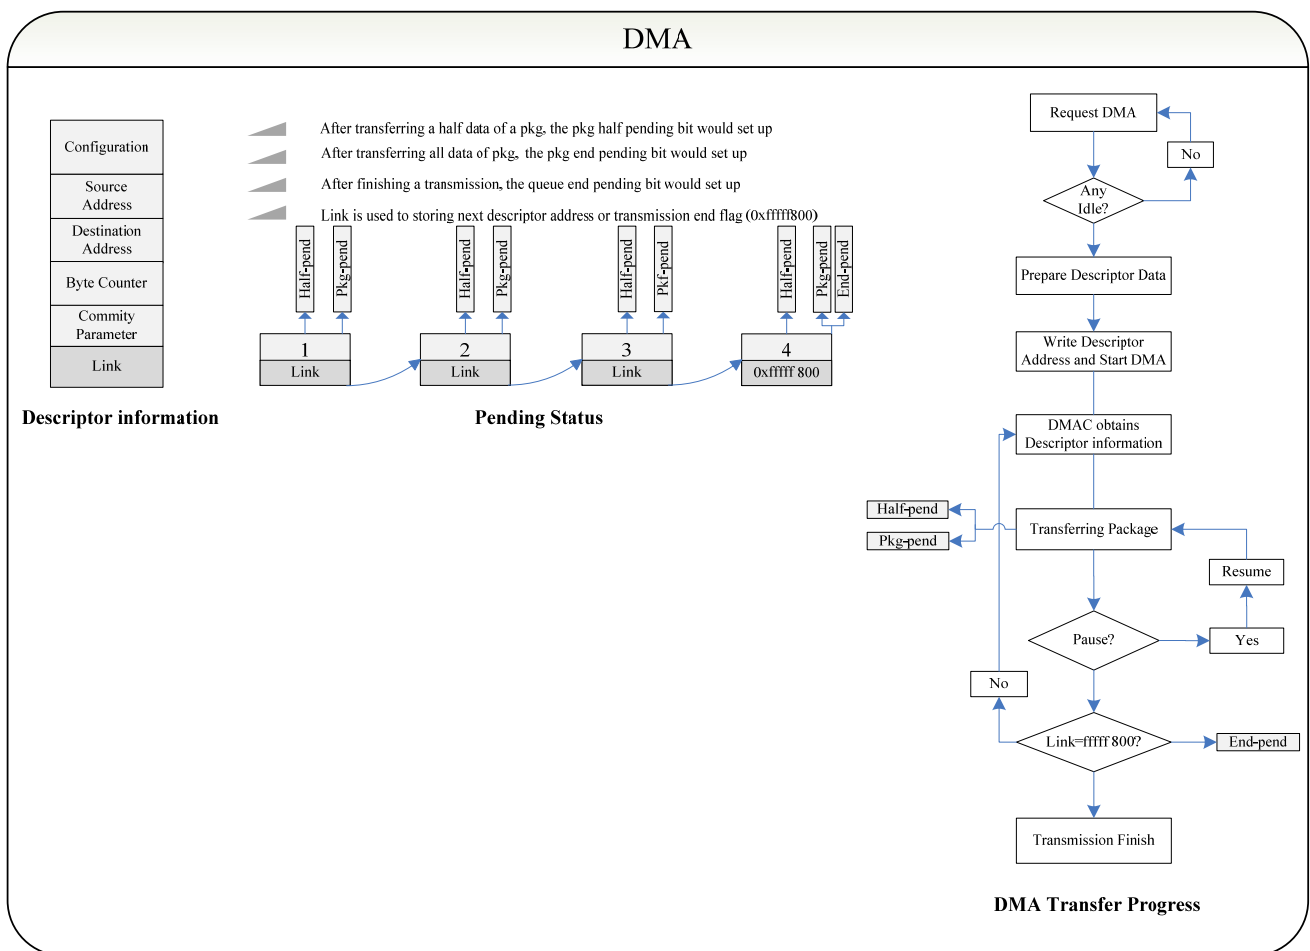 DMA
Configuration
Source
Address
Destination
Address
Byte Counter
Commity
Parameter
Link
Descriptor information
After transferring a half data of a pkg, the pkg half pending bit would set up
After transferring all data of pkg, the pkg end pending bit would set up
After finishing a transmission, the queue end pending bit would set up
Link is used to storing next descriptor address or transmission end flag (0xfffff800)
Half-pend
Pkg-pend
Half-pend
Pkg-pend
Half-pend
Pkf-pend
Half-pend
Pkg-pend
End-pend
1
Link
2
Link
3
Link
4
0xfffff 800
Pending Status
Request DMA
No
Any
Idle?
Prepare Descriptor Data
Write Descriptor
Address and Start DMA
DMAC obtains
Descriptor information
Half-pend
Pkg-pend
Transferring Package
Resume
Pause?
Yes
No
Link=fffff 800?
End-pend
Transmission Finish
DMA Transfer Progress